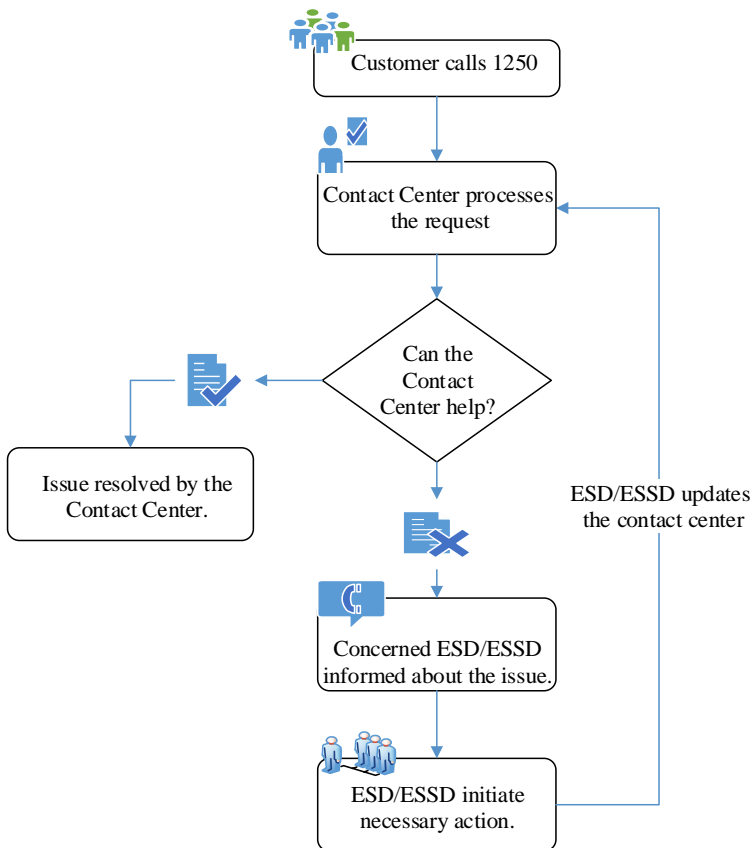 Customer calls 1250
Contact Center processes
the request
Can the
Contact
Center help?
Issue resolved by the
Contact Center.
ESD/ESSD updates
the contact center
Concerned ESD/ESSD
informed about the issue.
ESD/ESSD initiate
necessary action.